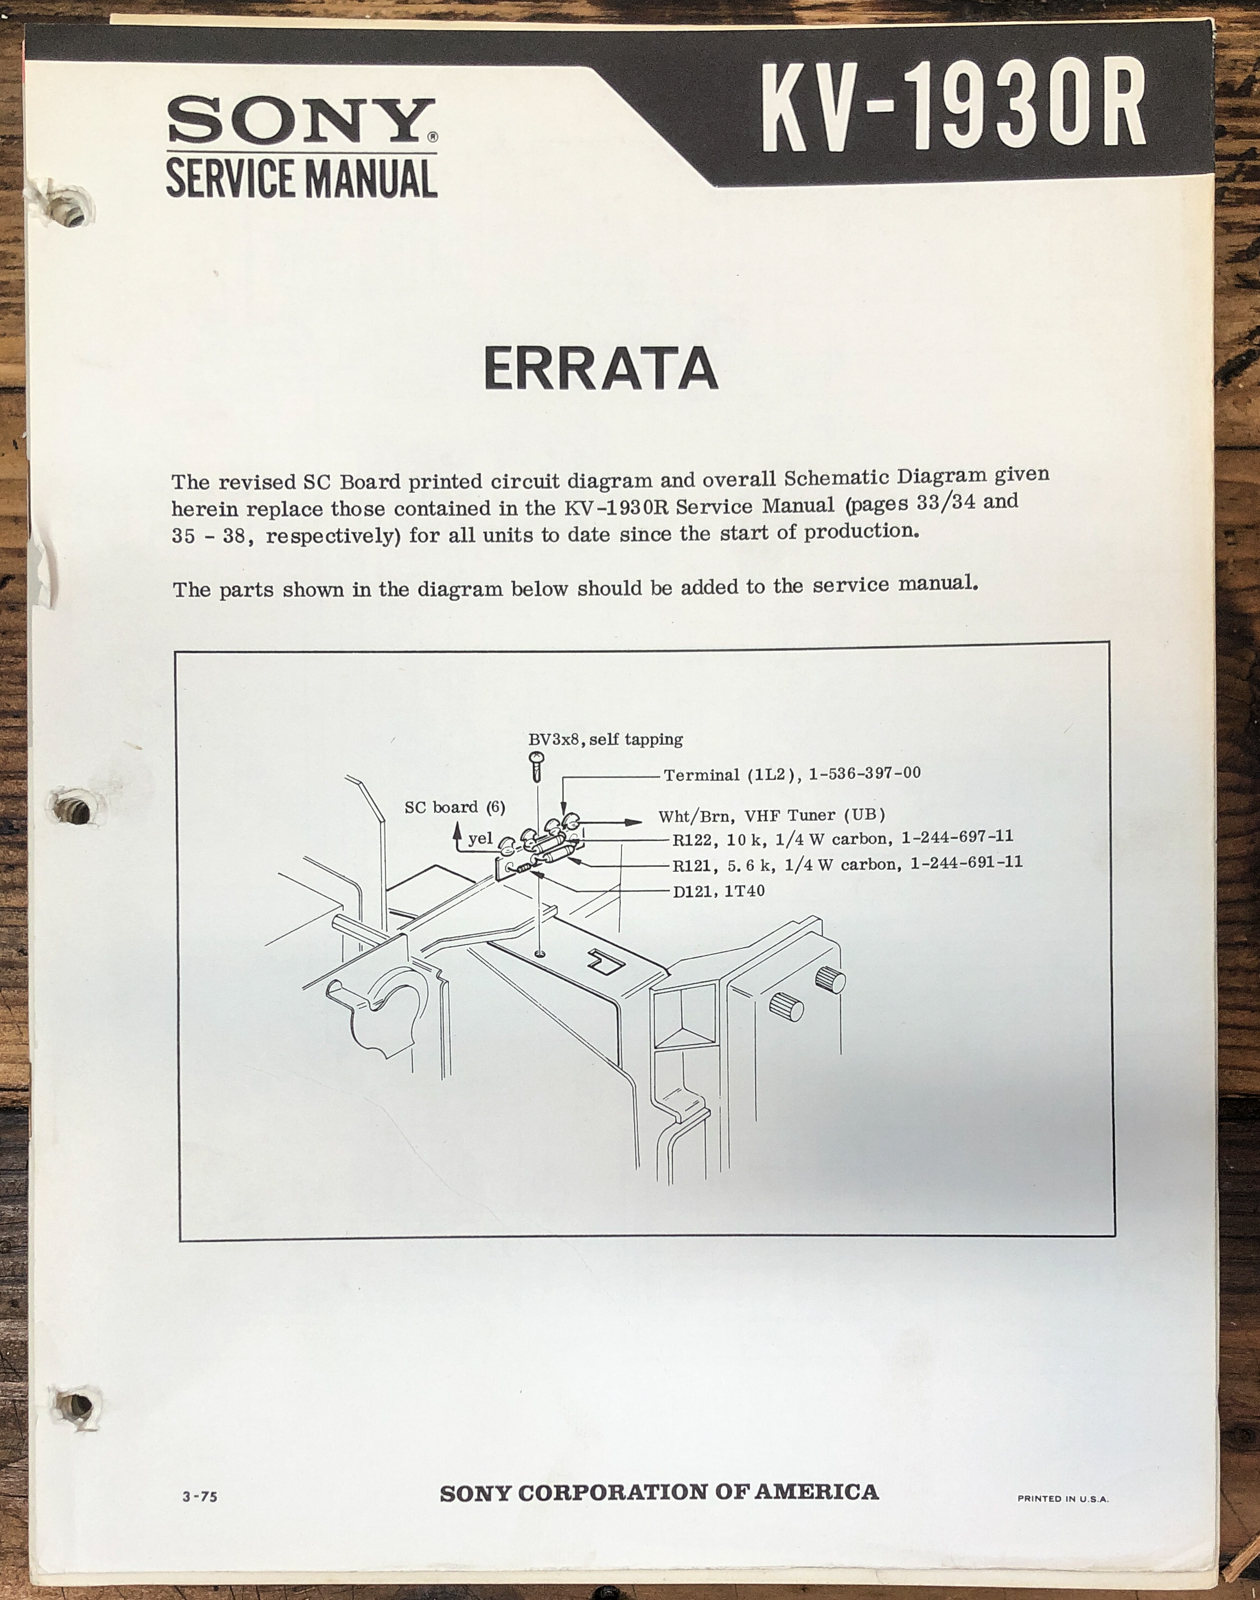 KV-1930R
SONY®
SERVICE MANUAL
ERRATA
The revised SC Board printed circuit diagram and overall Schematic Diagram given
herein replace those contained in the KV-1930R Service Manual (pages 33/34 and
35 - 38, respectively) for all units to date since the start of production.
The parts shown in the diagram below should be added to the service manual.
BV3x8, self tapping
Terminal (1L2), 1-536-397-00
SC board (6)
Wht/Brn, VHF Tuner (UB)
yel
R122, 10 k, 1/4 W carbon, 1-244-697-11
R121, 5.6 k, 1/4 W carbon, 1-244-691-11
D121, 1T40
3-75
SONY CORPORATION OF AMERICA
PRINTED IN U.S.A.